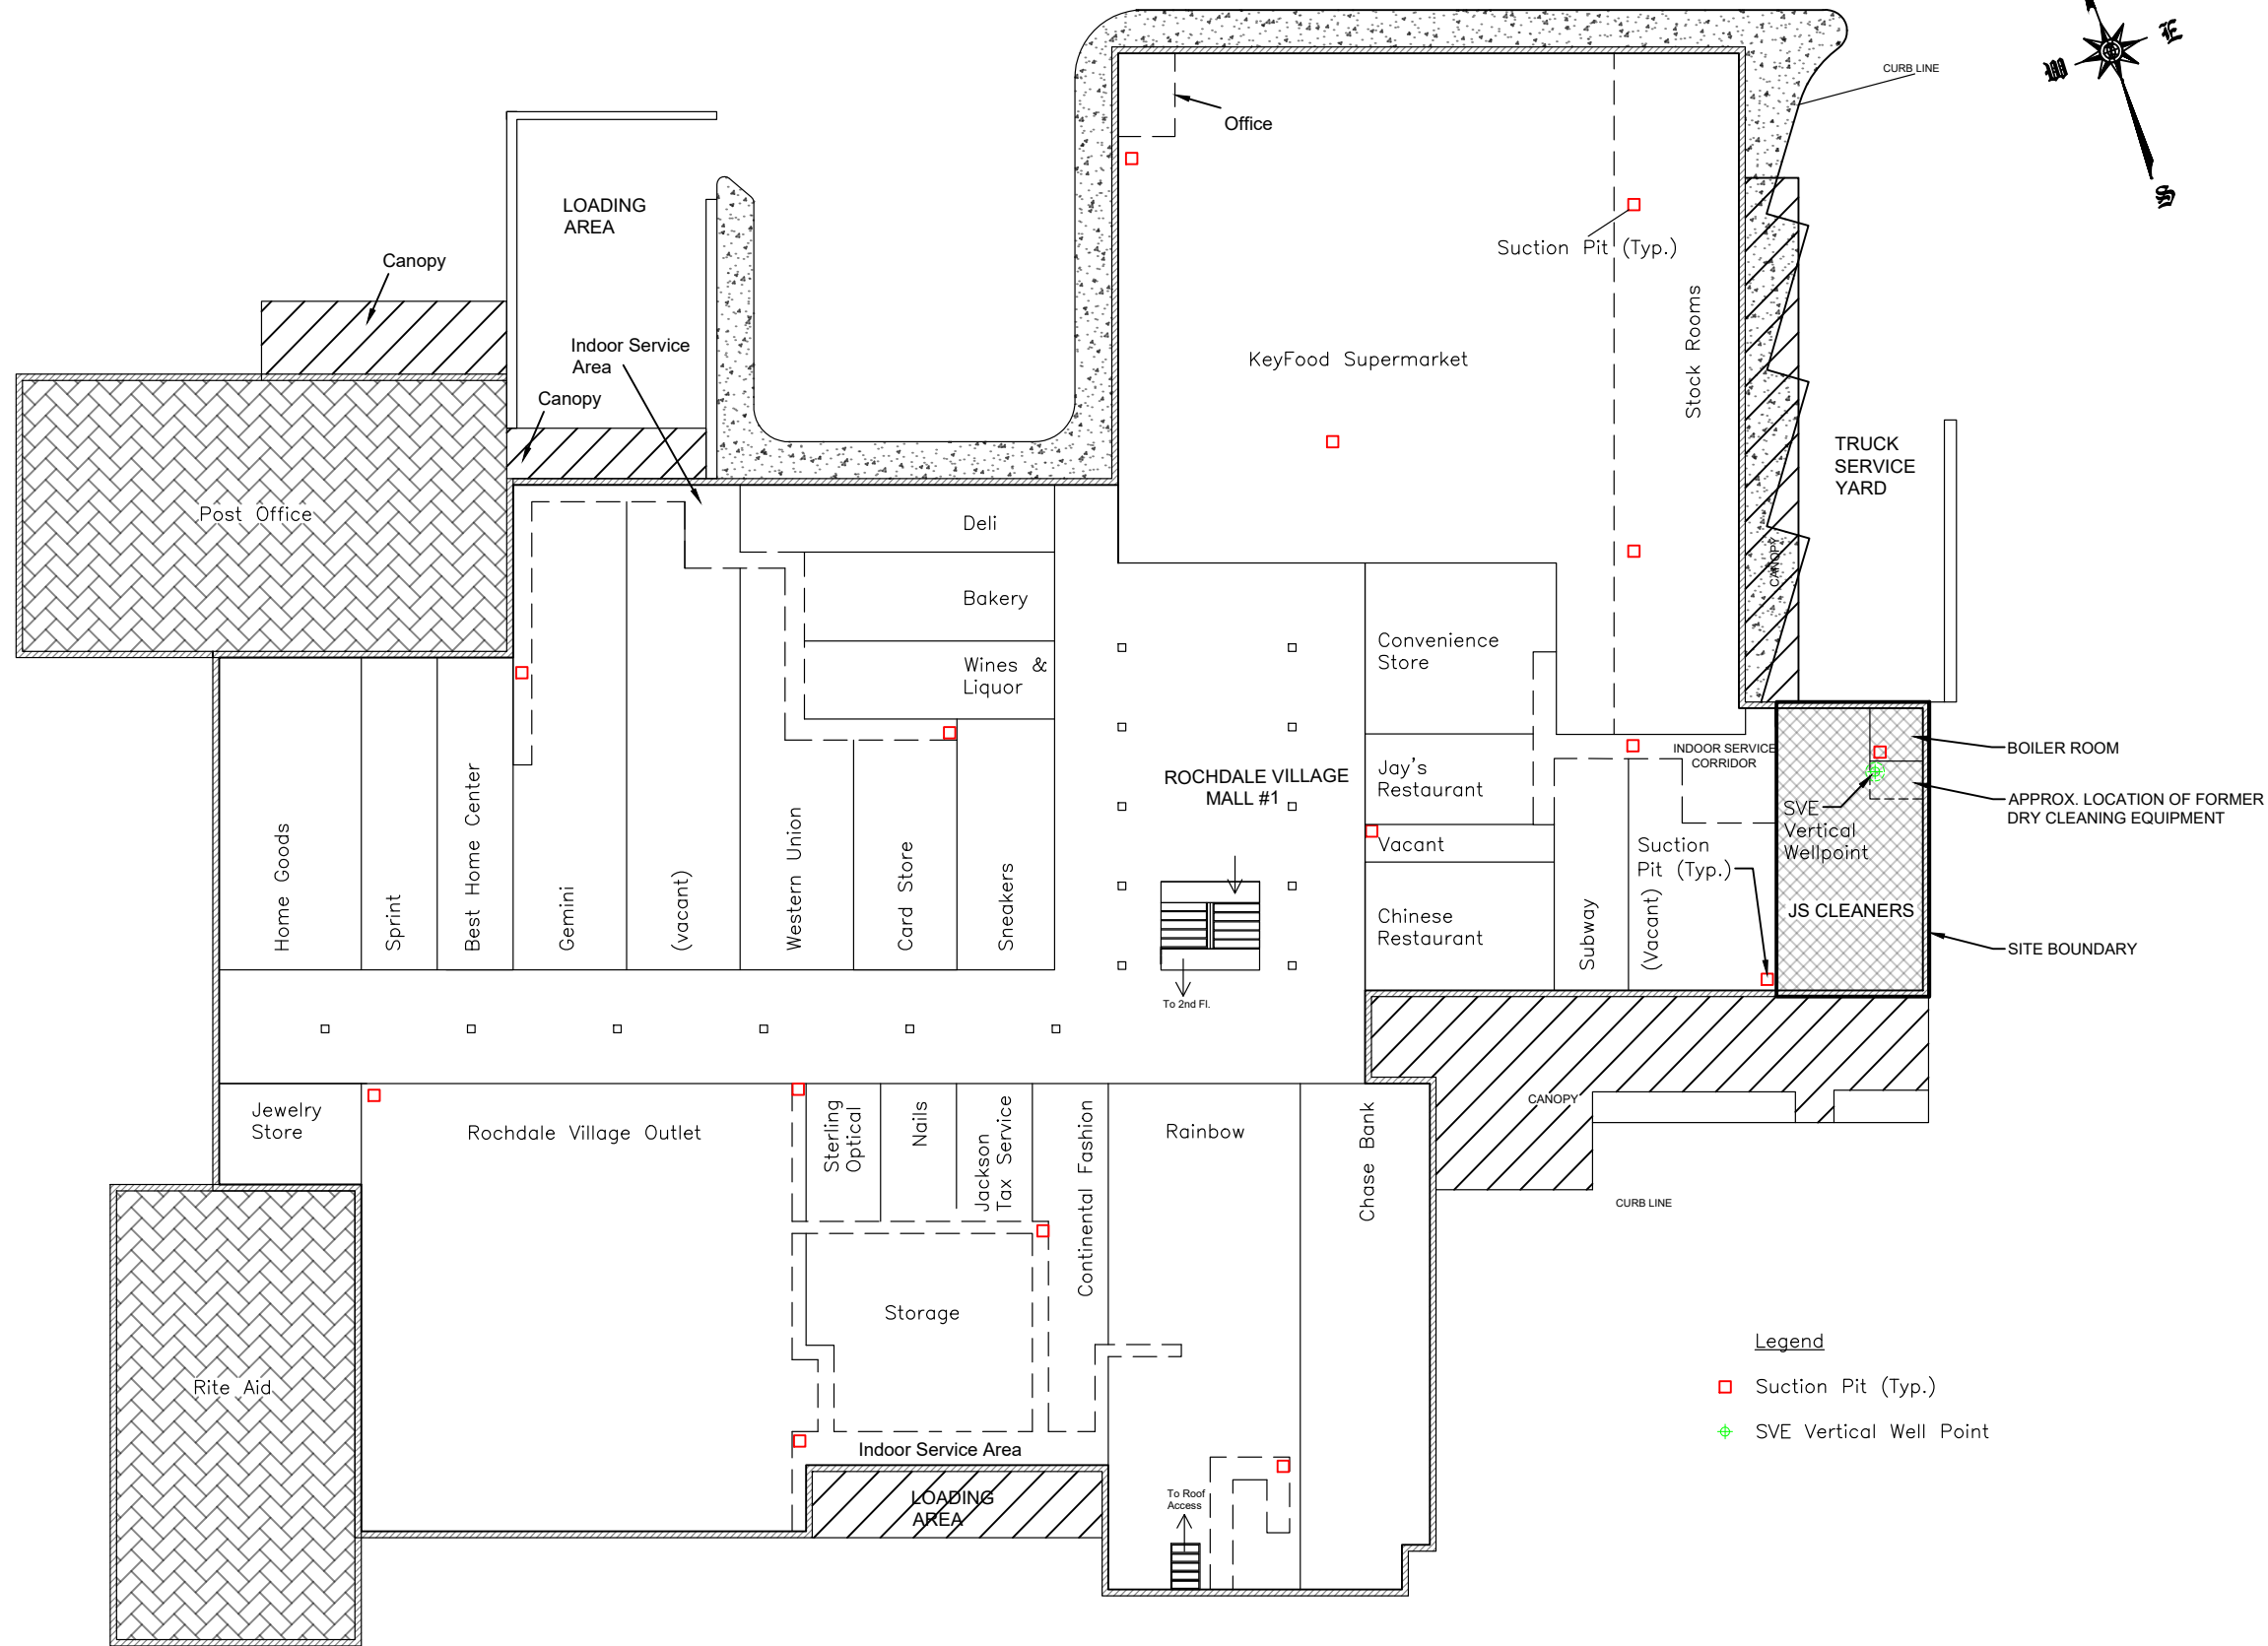 E
W
S
CURB LINE
Office
LOADING
AREA
Suction Pit (Typ.)
Canopy
Stock Rooms
Indoor Service
Area
KeyFood Supermarket
Canopy
TRUCK
SERVICE
YARD
Post Office
Deli
CANOPY
Bakery
Convenience
Store
Wines &
Liquor
INDOOR SERVICE
CORRIDOR
BOILER ROOM
Jay's
Restaurant
ROCHDALE VILLAGE
MALL #1
APPROX. LOCATION OF FORMER
DRY CLEANING EQUIPMENT
SVE
Vertical
Wellpoint
Vacant
Suction
Pit (Typ.)
Home Goods
Sprint
Best Home Center
Gemini
(vacant)
Western Union
Card Store
Sneakers
Chinese
Restaurant
Subway
(Vacant)
JS CLEANERS
SITE BOUNDARY
To 2nd Fl.
CANOPY
Jewelry
Store
Rochdale Village Outlet
Sterling
Optical
Nails
Jackson
Tax Service
Continental Fashion
Rainbow
Chase Bank
CURB LINE
Storage
Rite Aid
Legend
Suction Pit (Typ.)
SVE Vertical Well Point
Indoor Service Area
LOADING
AREA
To Roof
Access